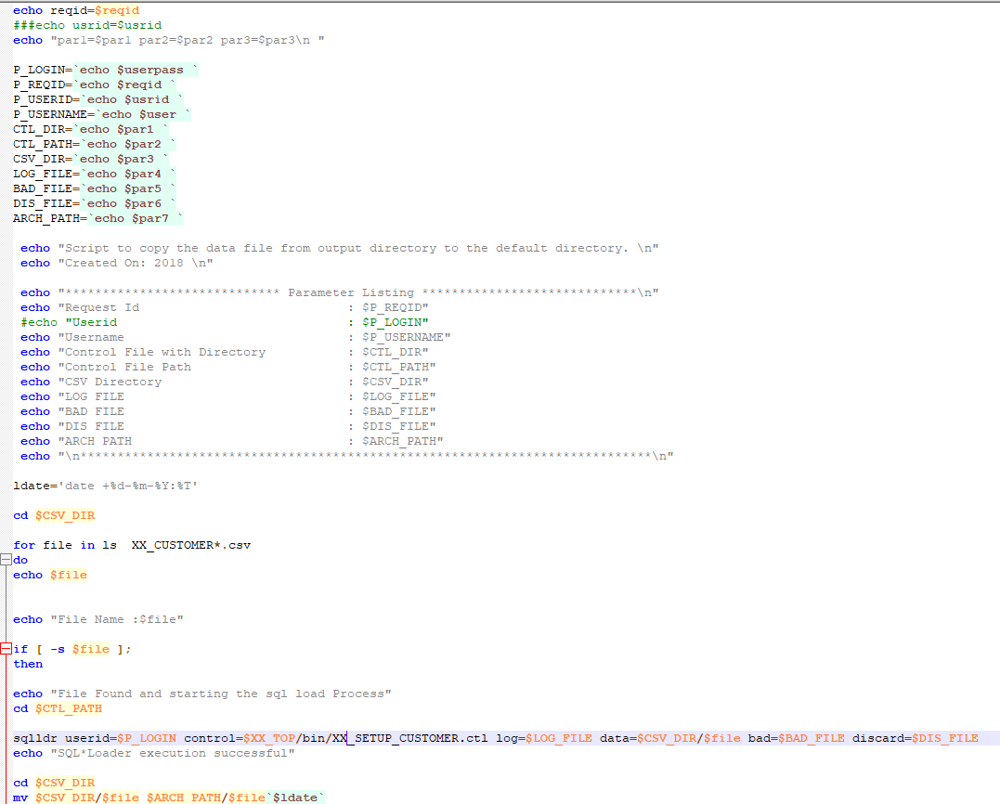 echo reqid=$reqid
###echo usrid=$usrid
echo "par1=$par1 par2=$par2 par3=$par3\n "
P_LOGIN=`echo $userpass `
P_REQID=`echo $reqid `
P_USERID=`echo $usrid `
P_USERNAME=`echo $user `
CTL_DIR=`echo $par1 `
CTL_PATH=`echo $par2 `
CSV_DIR=`echo $par3 `
LOG_FILE=`echo $par4 `
BAD_FILE=`echo $par5 `
DIS_FILE=`echo $par6 `
ARCH_PATH=`echo $par7 `
echo "Script to copy the data file from output directory to the default directory. \n"
echo "Created On: 2018 \n"
echo "***************************** Parameter Listing *****************************\n"
echo "Request Id : $P_REQID"
#echo "Userid : $P_LOGIN"
echo "Username : $P_USERNAME"
echo "Control File with Directory : $CTL_DIR"
echo "Control File Path : $CTL_PATH"
echo "CSV Directory : $CSV_DIR"
echo "LOG FILE : $LOG_FILE"
echo "BAD FILE : $BAD_FILE"
echo "DIS FILE : $DIS_FILE"
echo "ARCH PATH : $ARCH_PATH"
echo "\n*****************************************************************************\n"
ldate='date +%d-%m-%Y:%T'
cd $CSV_DIR
for file in ls  XX_CUSTOMER*.csv
do
echo $file
echo "File Name :$file"
if [ -s $file ];
then
echo "File Found and starting the sql load Process"
cd $CTL_PATH
sqlldr userid=$P_LOGIN control=$XX_TOP/bin/XX_SETUP_CUSTOMER.ctl log=$LOG_FILE data=$CSV_DIR/$file bad=$BAD_FILE discard=$DIS_FILE
echo "SQL*Loader execution successful"
cd $CSV_DIR
mv $CSV_DIR/$file $ARCH_PATH/$file`$ldate`